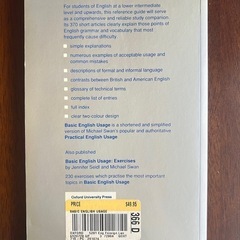 For students of English at a lower intermediate
level and upwards, this reference guide will serve
as a comprehensive and reliable study companion.
Its 370 short articles clearly explain those points of
English grammar and vocabulary that most
frequently cause difficulty.
simple explanations
numerous examples of acceptable usage and
common mistakes
descriptions of formal and informal language
contrasts between British and American English
glossary of technical terms
complete list of entries
full index
clear two-colour design
Basic English Usage is a shortened and simplified
version of Michael Swan's popular and authoritative
Practical English Usage.
Also published
Basic English Usage: Exercises
by Jennifer Seidl and Michael Swan
230 exercises which practise the most important
topics in Basic English Usage
Oxford University Press
PRICE
$49.95
BASIC ENGLISH USAGE
OXFORD